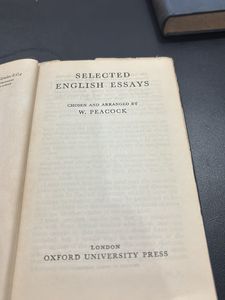 SELECTED
ENGLISH ESSAYS
CHOSEN AND ARRANGED BY
W. PEACOCK
LONDON
OXFORD UNIVERSITY PRESS